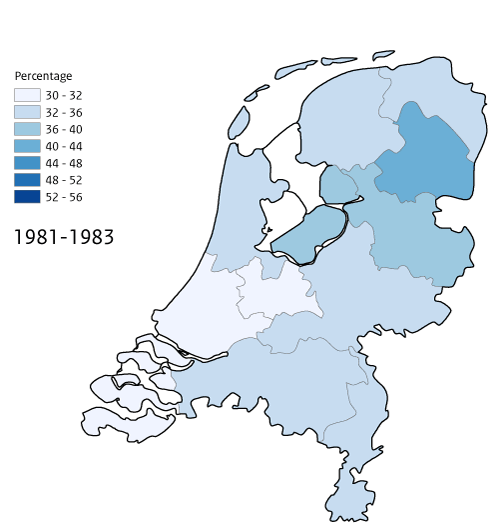 Percentage
30 - 32
32 - 36
36 - 40
40 - 44
44 - 48
48 - 52
52 - 56
1981-1983